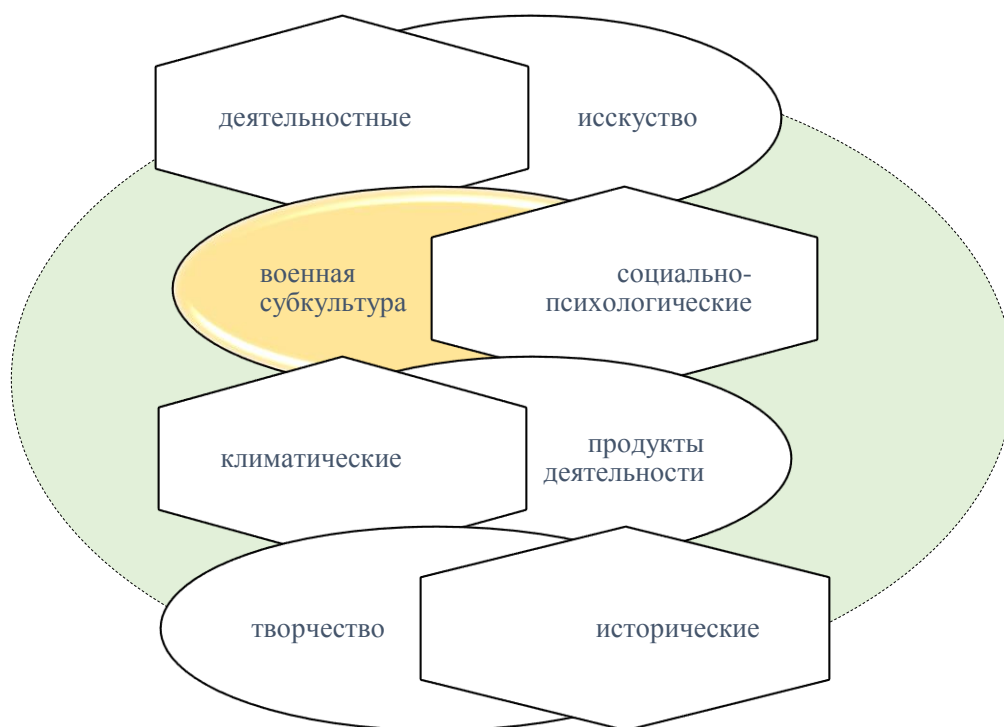 деятельностные
исскуство
военная
субкультура
социально-
психологические
климатические
продукты
деятельности
творчество
исторические